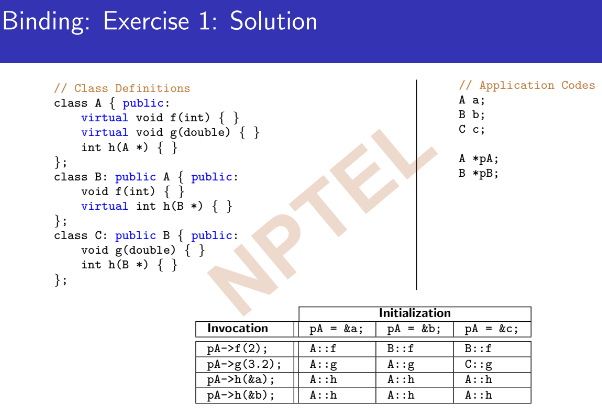 Binding: Exercise 1: Solution
// Class Definitions
class A { public:
virtual void f(int) { }
virtual void g(double) { }
int h(A *) { }
};
class B: public A { public:
void f(int) { }
virtual int h(B *) { }
};
class C: public B { public:
void g(double) { }
int h(B *) { }
};
// Application Codes
A a;
B b;
C c;
A *pA;
B *pB;
NPTEL
Initialization
Invocation pA = &a; pA = &b; pA = &c;
pA->f(2); A::f B::f B::f
pA->g(3.2); A::g A::g C::g
pA->h(&a); A::h A::h A::h
pA->h(&b); A::h A::h A::h